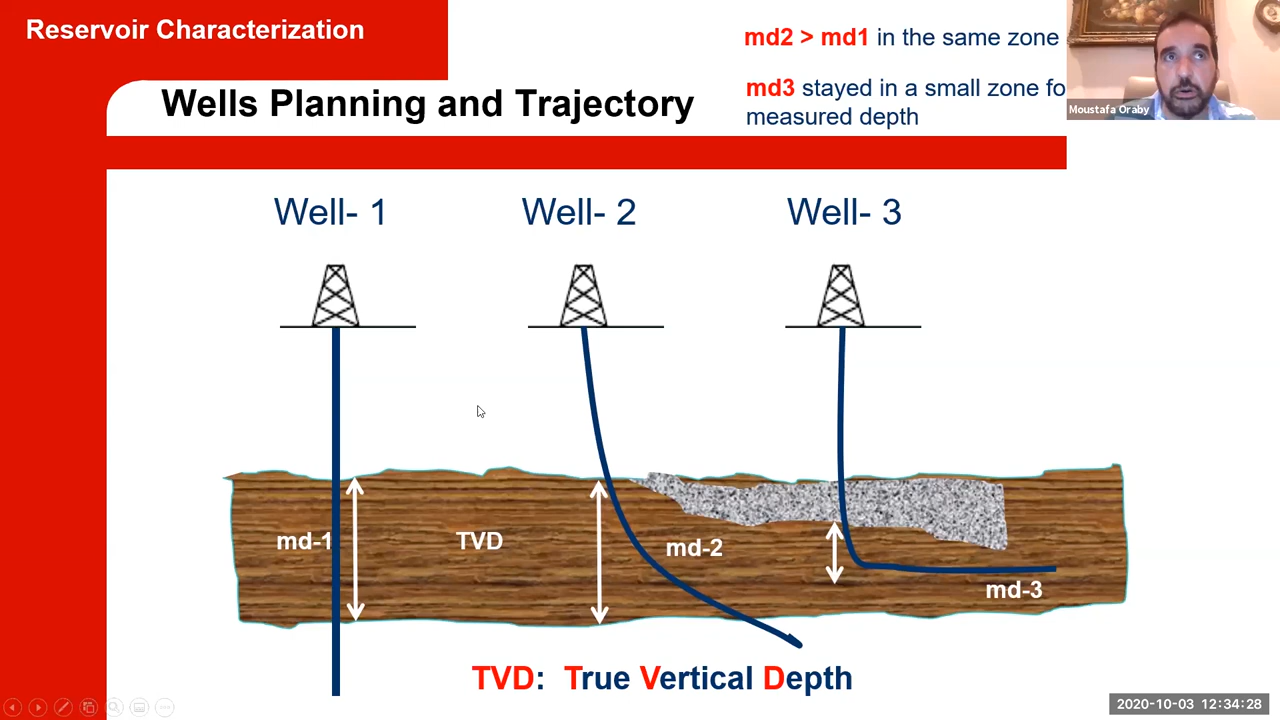 Reservoir Characterization
Wells Planning and Trajectory
md2 > md1 in the same zone
md3 stayed in a small zone fo
measured depth
Moustafa Oraby
Well- 1
Well- 2
Well- 3
md-1
TVD
md-2
md-3
TVD: True Vertical Depth
2020-10-03 12:34:28